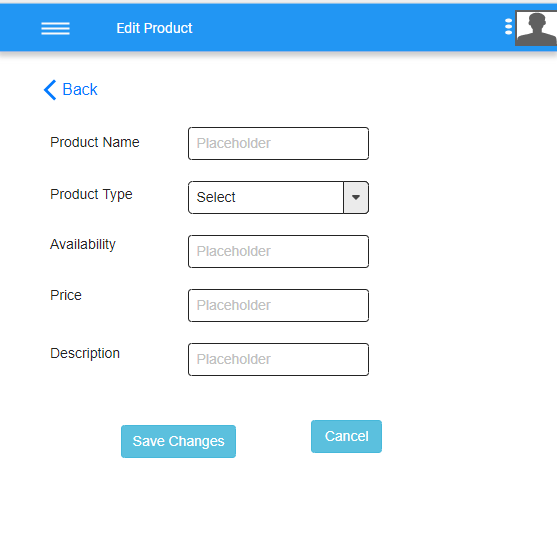 Edit Product
Back
Product Name Placeholder
Product Type Select
Availability Placeholder
Price Placeholder
Description Placeholder
Save Changes Cancel